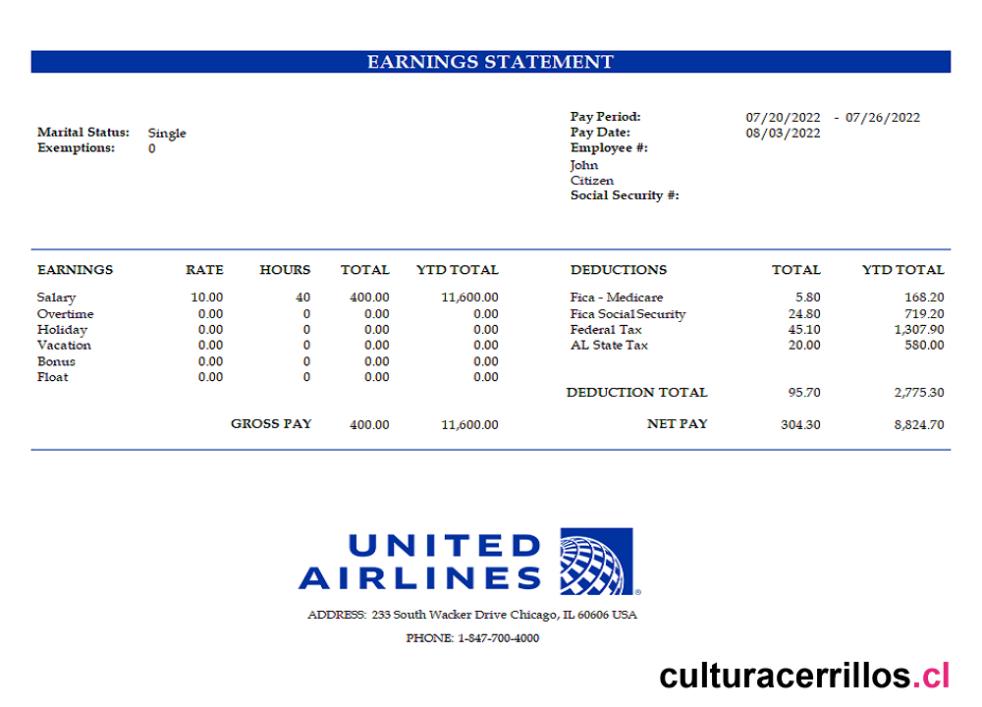 EARNINGS STATEMENT
Pay Period: 07/20/2022 - 07/26/2022
Marital Status: Single
Pay Date: 08/03/2022
Exemptions: 0
Employee #:
John
Citizen
Social Security #:
EARNINGS RATE HOURS TOTAL YTD TOTAL DEDUCTIONS TOTAL YTD TOTAL
Salary 10.00 40 400.00 11,600.00 Fica - Medicare 5.80 168.20
Overtime 0.00 0 0.00 0.00 Fica Social Security 24.80 719.20
Holiday 0.00 0 0.00 0.00 Federal Tax 45.10 1,307.90
Vacation 0.00 0 0.00 0.00 AL State Tax 20.00 580.00
Bonus 0.00 0 0.00 0.00
Float 0.00 0 0.00 0.00
DEDUCTION TOTAL 95.70 2,775.30
GROSS PAY 400.00 11,600.00 NET PAY 304.30 8,824.70
UNITED
AIRLINES
®
ADDRESS: 233 South Wacker Drive Chicago, IL 60606 USA
PHONE: 1-847-700-4000
culturacerrillos.cl